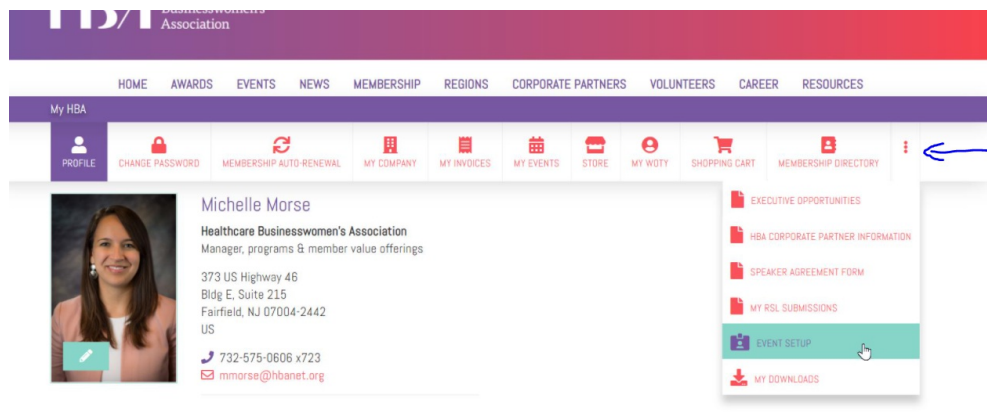 Association
HOME AWARDS EVENTS NEWS MEMBERSHIP REGIONS CORPORATE PARTNERS VOLUNTEERS CAREER RESOURCES
My HBA
PROFILE CHANGE PASSWORD MEMBERSHIP AUTO-RENEWAL MY COMPANY MY INVOICES MY EVENTS STORE MY WOTY SHOPPING CART MEMBERSHIP DIRECTORY
Michelle Morse
Healthcare Businesswomen's Association
Manager, programs & member value offerings
373 US Highway 46
Bldg E, Suite 215
Fairfield, NJ 07004-2442
US
732-575-0606 x723
mmorse@hbanet.org
EXECUTIVE OPPORTUNITIES
HBA CORPORATE PARTNER INFORMATION
SPEAKER AGREEMENT FORM
MY RSL SUBMISSIONS
EVENT SETUP
MY DOWNLOADS